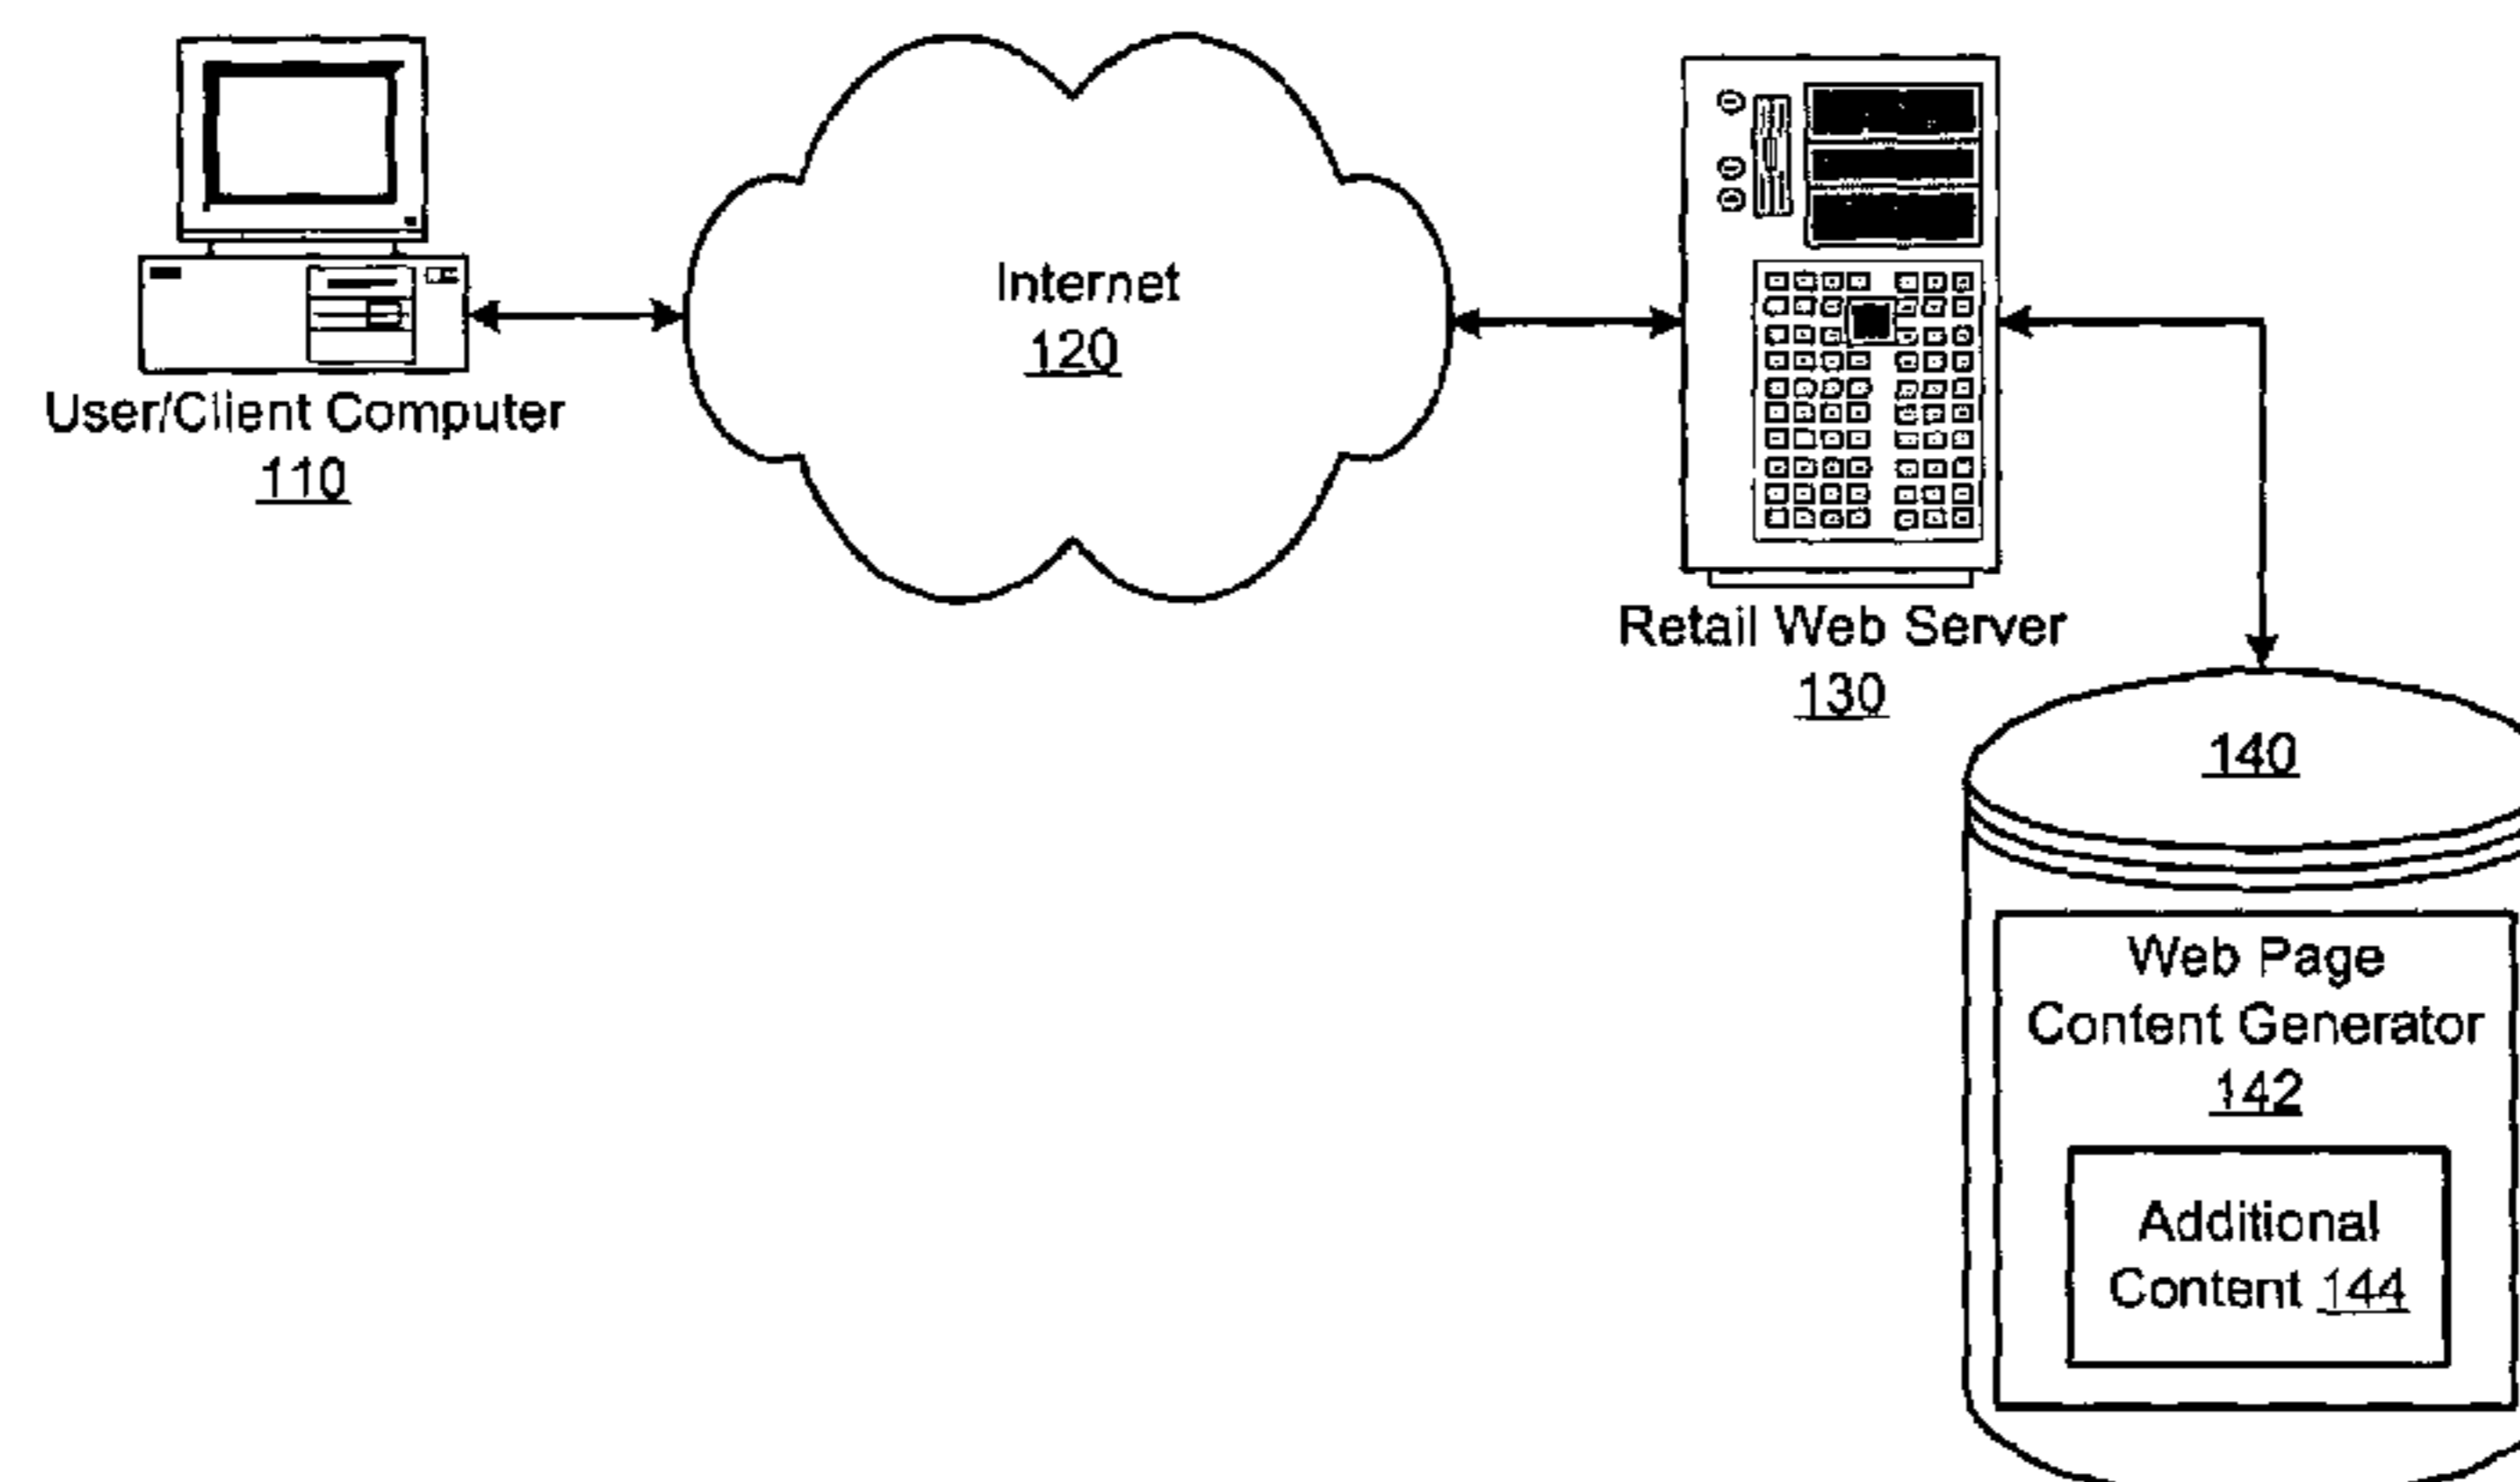 User/Client Computer
110
Internet
120
Retail Web Server
130
140
Web Page
Content Generator
142
Additional
Content 144